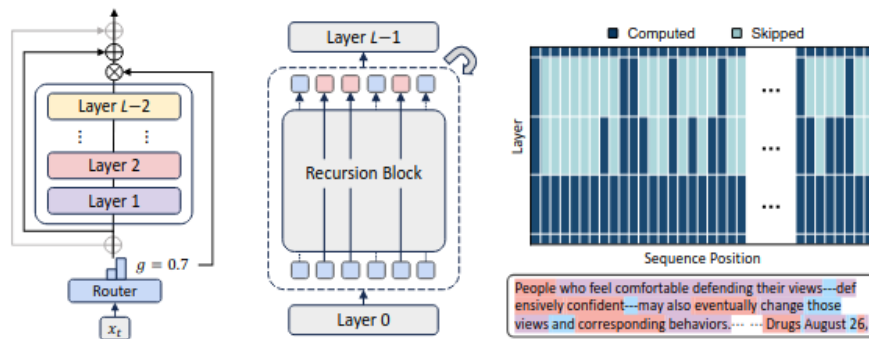 Layer L−2
Layer 2
Layer 1
g = 0.7
Router
x_t
Layer L−1
Recursion Block
Layer 0
Computed
Skipped
Layer
...
...
...
Sequence Position
People who feel comfortable defending their views---def
ensively confident---may also eventually change those
views and corresponding behaviors.... ... Drugs August 26,